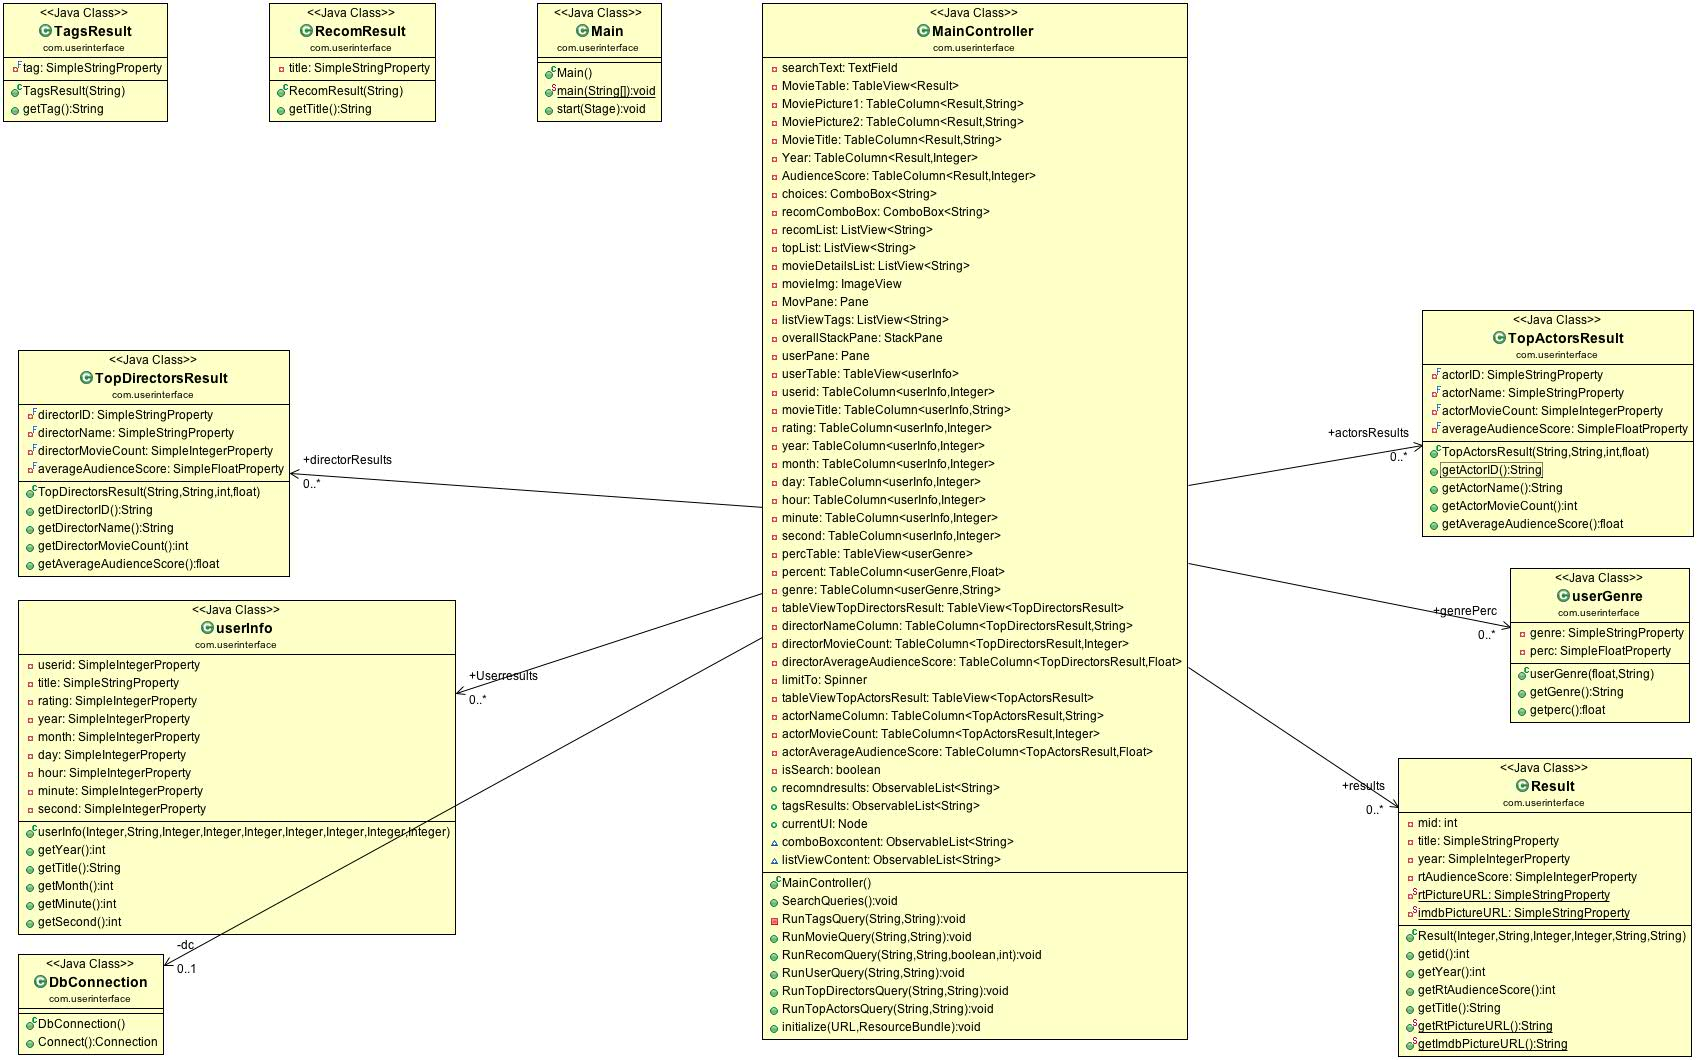 <<Java Class>>
TagsResult
com.userinterface
tag: SimpleStringProperty
TagsResult(String)
getTag():String
<<Java Class>>
RecomResult
com.userinterface
title: SimpleStringProperty
RecomResult(String)
getTitle():String
<<Java Class>>
Main
com.userinterface
Main()
main(String[]):void
start(Stage):void
<<Java Class>>
MainController
com.userinterface
searchText: TextField
MovieTable: TableView<Result>
MoviePicture1: TableColumn<Result,String>
MoviePicture2: TableColumn<Result,String>
MovieTitle: TableColumn<Result,String>
Year: TableColumn<Result,Integer>
AudienceScore: TableColumn<Result,Integer>
choices: ComboBox<String>
recomComboBox: ComboBox<String>
recomList: ListView<String>
topList: ListView<String>
movieDetailsList: ListView<String>
movieImg: ImageView
MovPane: Pane
listViewTags: ListView<String>
overallStackPane: StackPane
userPane: Pane
userTable: TableView<userInfo>
userid: TableColumn<userInfo,Integer>
movieTitle: TableColumn<userInfo,String>
rating: TableColumn<userInfo,Integer>
year: TableColumn<userInfo,Integer>
month: TableColumn<userInfo,Integer>
day: TableColumn<userInfo,Integer>
hour: TableColumn<userInfo,Integer>
minute: TableColumn<userInfo,Integer>
second: TableColumn<userInfo,Integer>
percTable: TableView<userGenre>
percent: TableColumn<userGenre,Float>
genre: TableColumn<userGenre,String>
tableViewTopDirectorsResult: TableView<TopDirectorsResult>
directorNameColumn: TableColumn<TopDirectorsResult,String>
directorMovieCount: TableColumn<TopDirectorsResult,Integer>
directorAverageAudienceScore: TableColumn<TopDirectorsResult,Float>
limitTo: Spinner
tableViewTopActorsResult: TableView<TopActorsResult>
actorNameColumn: TableColumn<TopActorsResult,String>
actorMovieCount: TableColumn<TopActorsResult,Integer>
actorAverageAudienceScore: TableColumn<TopActorsResult,Float>
isSearch: boolean
recomndresults: ObservableList<String>
tagsResults: ObservableList<String>
currentUI: Node
comboBoxcontent: ObservableList<String>
listViewContent: ObservableList<String>
MainController()
SearchQueries():void
RunTagsQuery(String,String):void
RunMovieQuery(String,String):void
RunRecomQuery(String,String,boolean,int):void
RunUserQuery(String,String):void
RunTopDirectorsQuery(String,String):void
RunTopActorsQuery(String,String):void
initialize(URL,ResourceBundle):void
<<Java Class>>
TopDirectorsResult
com.userinterface
directorID: SimpleStringProperty
directorName: SimpleStringProperty
directorMovieCount: SimpleIntegerProperty
averageAudienceScore: SimpleFloatProperty
TopDirectorsResult(String,String,int,float)
getDirectorID():String
getDirectorName():String
getDirectorMovieCount():int
getAverageAudienceScore():float
+directorResults
0..*
<<Java Class>>
userInfo
com.userinterface
userid: SimpleIntegerProperty
title: SimpleStringProperty
rating: SimpleIntegerProperty
year: SimpleIntegerProperty
month: SimpleIntegerProperty
day: SimpleIntegerProperty
hour: SimpleIntegerProperty
minute: SimpleIntegerProperty
second: SimpleIntegerProperty
userInfo(Integer,String,Integer,Integer,Integer,Integer,Integer,Integer,Integer)
getYear():int
getTitle():String
getMonth():int
getMinute():int
getSecond():int
+Userresults
0..*
-dc
0..1
<<Java Class>>
DbConnection
com.userinterface
DbConnection()
Connect():Connection
+actorsResults
0..*
<<Java Class>>
TopActorsResult
com.userinterface
actorID: SimpleStringProperty
actorName: SimpleStringProperty
actorMovieCount: SimpleIntegerProperty
averageAudienceScore: SimpleFloatProperty
TopActorsResult(String,String,int,float)
getActorID():String
getActorName():String
getActorMovieCount():int
getAverageAudienceScore():float
+genrePerc
0..*
<<Java Class>>
userGenre
com.userinterface
genre: SimpleStringProperty
perc: SimpleFloatProperty
userGenre(float,String)
getGenre():String
getperc():float
+results
0..*
<<Java Class>>
Result
com.userinterface
mid: int
title: SimpleStringProperty
year: SimpleIntegerProperty
rtAudienceScore: SimpleIntegerProperty
rtPictureURL: SimpleStringProperty
imdbPictureURL: SimpleStringProperty
Result(Integer,String,Integer,Integer,String,String)
getid():int
getYear():int
getRtAudienceScore():int
getTitle():String
getRtPictureURL():String
getImdbPictureURL():String